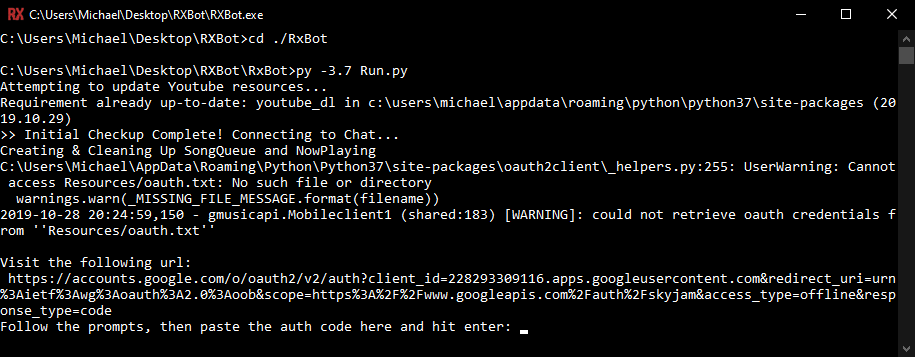 RX C:\Users\Michael\Desktop\RXBot\RXBot.exe
C:\Users\Michael\Desktop\RXBot>cd ./RxBot
C:\Users\Michael\Desktop\RXBot\RxBot>py -3.7 Run.py
Attempting to update Youtube resources...
Requirement already up-to-date: youtube_dl in c:\users\michael\appdata\roaming\python\python37\site-packages (20
19.10.29)
>> Initial Checkup Complete! Connecting to Chat...
Creating & Cleaning Up SongQueue and NowPlaying
C:\Users\Michael\AppData\Roaming\Python\Python37\site-packages\oauth2client\_helpers.py:255: UserWarning: Cannot
 access Resources/oauth.txt: No such file or directory
  warnings.warn(_MISSING_FILE_MESSAGE.format(filename))
2019-10-28 20:24:59,150 - gmusicapi.Mobileclient1 (shared:183) [WARNING]: could not retrieve oauth credentials f
rom ''Resources/oauth.txt''
Visit the following url:
 https://accounts.google.com/o/oauth2/v2/auth?client_id=228293309116.apps.googleusercontent.com&redirect_uri=urn
%3Aietf%3Awg%3Aoauth%3A2.0%3Aoob&scope=https%3A%2F%2Fwww.googleapis.com%2Fauth%2Fskyjam&access_type=offline&resp
onse_type=code
Follow the prompts, then paste the auth code here and hit enter: _